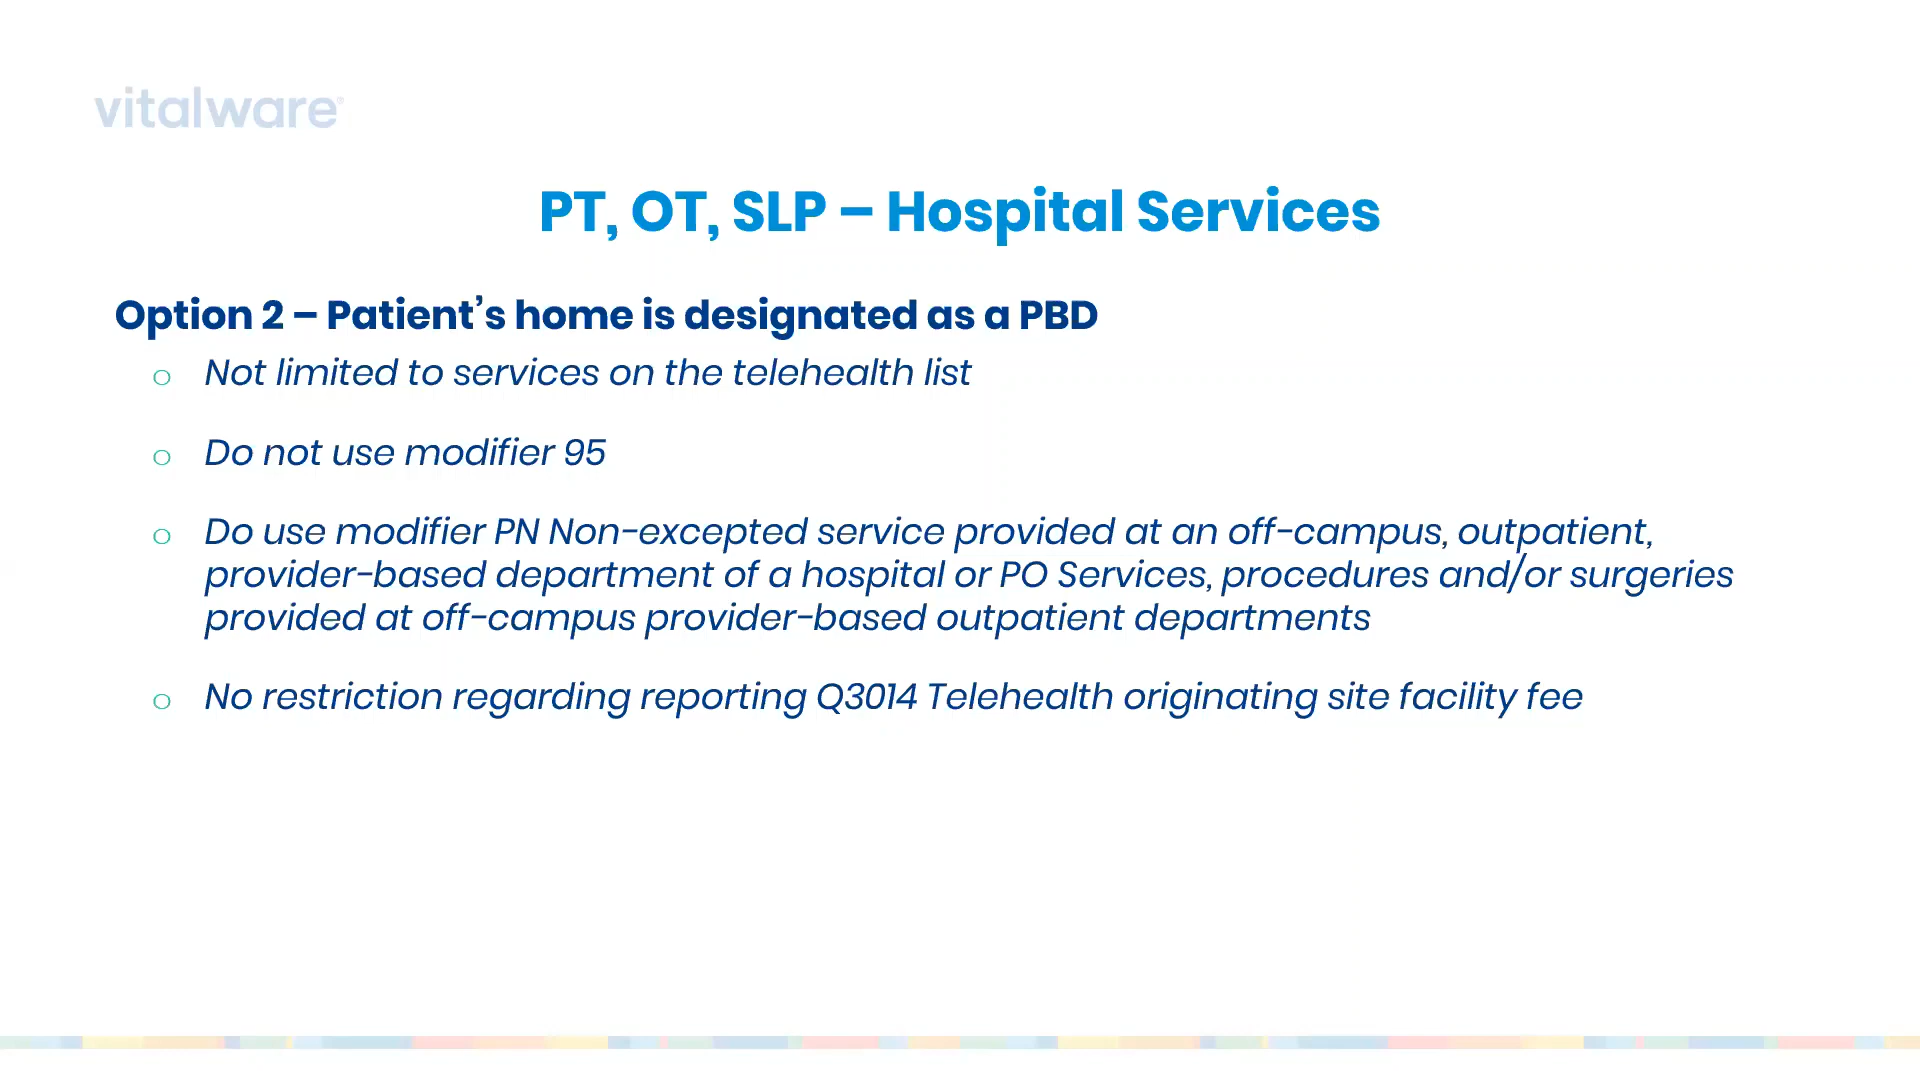 vitalware®
PT, OT, SLP – Hospital Services
Option 2 – Patient’s home is designated as a PBD
o Not limited to services on the telehealth list
o Do not use modifier 95
o Do use modifier PN Non-excepted service provided at an off-campus, outpatient,
provider-based department of a hospital or PO Services, procedures and/or surgeries
provided at off-campus provider-based outpatient departments
o No restriction regarding reporting Q3014 Telehealth originating site facility fee